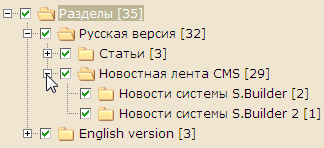 Разделы [35]
Русская версия [32]
Статьи [3]
Новостная лента CMS [29]
Новости системы S.Builder [2]
Новости системы S.Builder 2 [1]
English version [3]